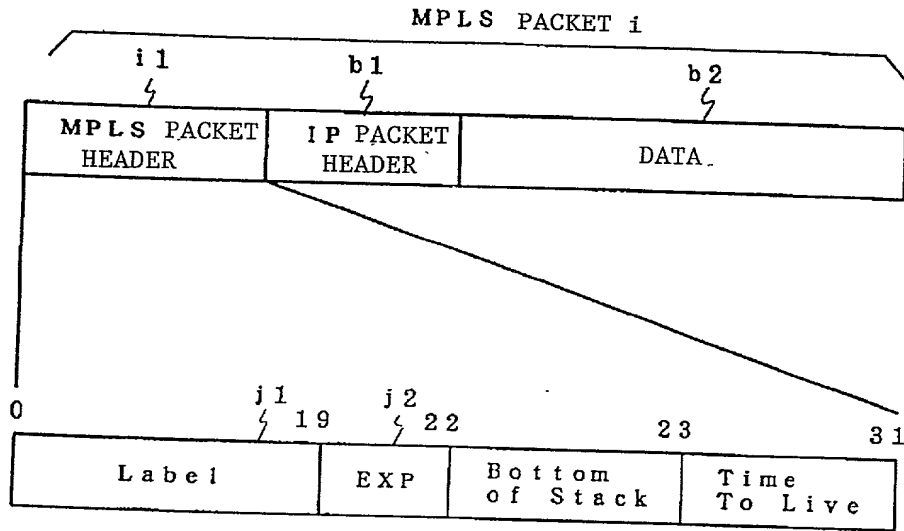 MPLS PACKET i
i1 b1 b2
MPLS PACKET HEADER
IP PACKET HEADER
DATA
0 j1 19 j2 22 23 31
Label
EXP
Bottom of Stack
Time To Live